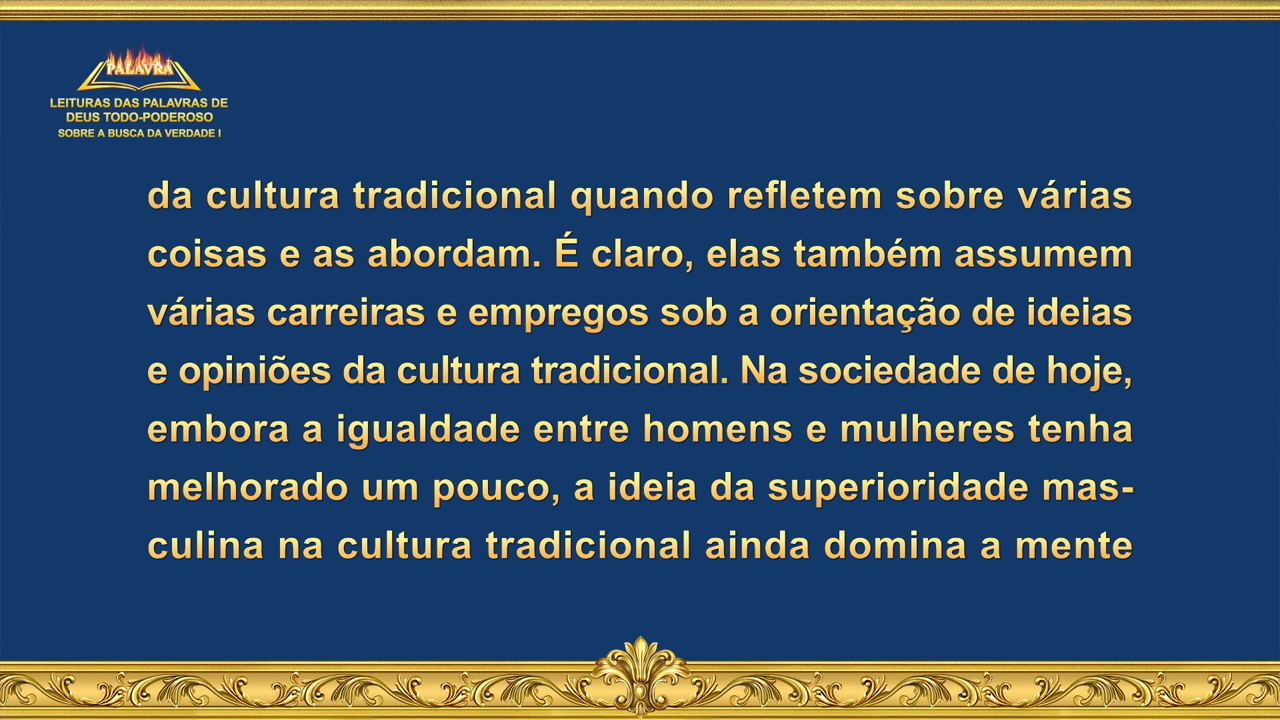 PALAVRA
LEITURAS DAS PALAVRAS DE
DEUS TODO-PODEROSO
SOBRE A BUSCA DA VERDADE I
da cultura tradicional quando refletem sobre várias
coisas e as abordam. É claro, elas também assumem
várias carreiras e empregos sob a orientação de ideias
e opiniões da cultura tradicional. Na sociedade de hoje,
embora a igualdade entre homens e mulheres tenha
melhorado um pouco, a ideia da superioridade mas-
culina na cultura tradicional ainda domina a mente